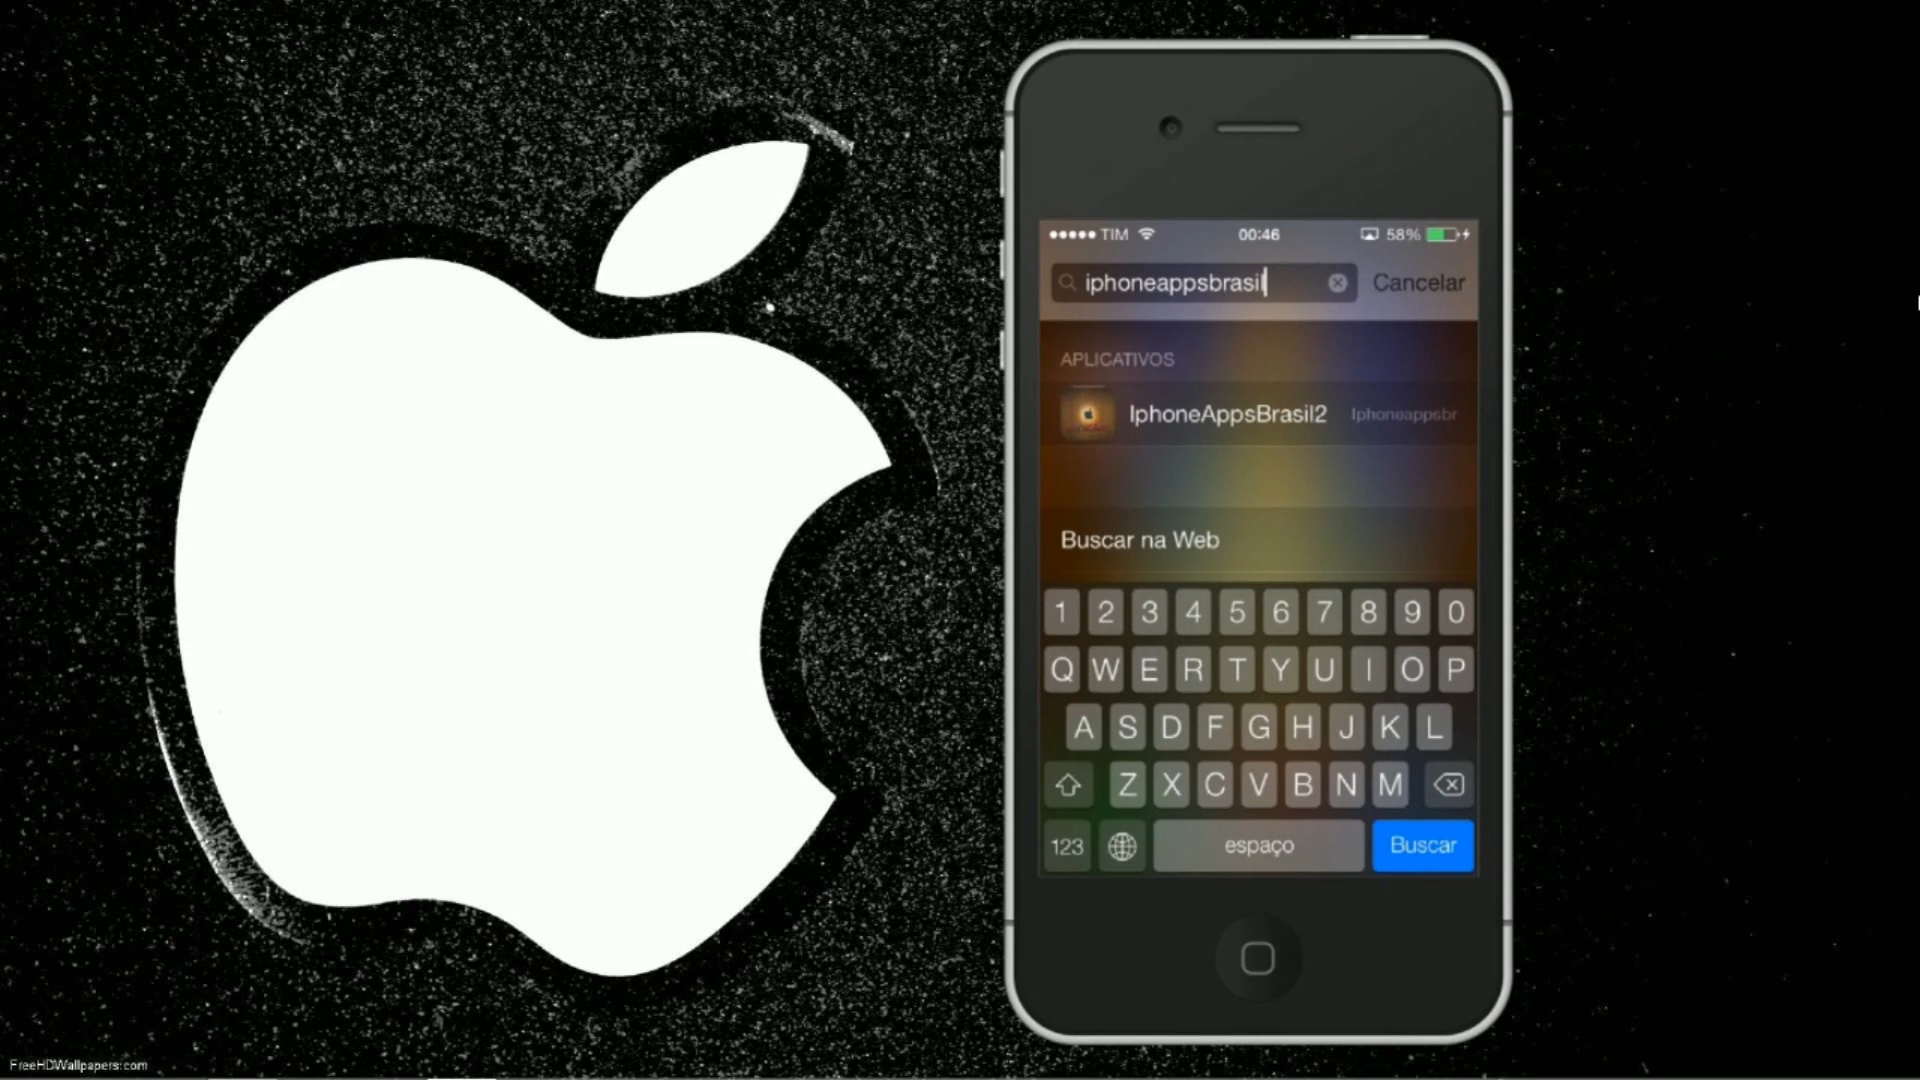 TIM 00:46 58%
iphoneappsbrasil Cancelar
APLICATIVOS
IphoneAppsBrasil2 Iphoneappsbr
Buscar na Web
1 2 3 4 5 6 7 8 9 0
Q W E R T Y U I O P
A S D F G H J K L
Z X C V B N M
123 espaço Buscar
FreeHDWallpapers.com